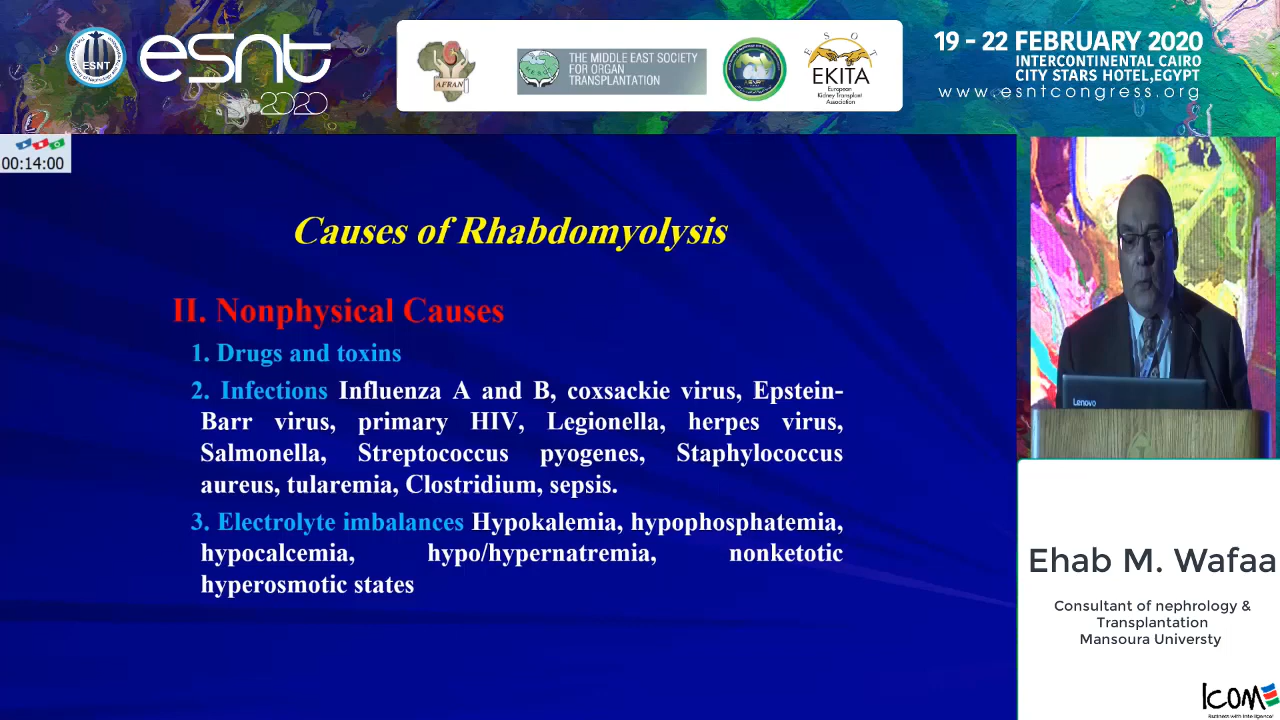 ESNT
esnt
2020
AFRAN
THE MIDDLE EAST SOCIETY
FOR ORGAN
TRANSPLANTATION
E S O T
EKITA
European
Kidney Transplant
Association
19 - 22 FEBRUARY 2020
INTERCONTINENTAL CAIRO
CITY STARS HOTEL,EGYPT
www.esntcongress.org
00:14:00
Causes of Rhabdomyolysis
II. Nonphysical Causes
1. Drugs and toxins
2. Infections Influenza A and B, coxsackie virus, Epstein-
Barr virus, primary HIV, Legionella, herpes virus,
Salmonella, Streptococcus pyogenes, Staphylococcus
aureus, tularemia, Clostridium, sepsis.
3. Electrolyte imbalances Hypokalemia, hypophosphatemia,
hypocalcemia, hypo/hypernatremia, nonketotic
hyperosmotic states
Lenovo
Ehab M. Wafaa
Consultant of nephrology &
Transplantation
Mansoura Universty
ICOM
Business with Intelligence